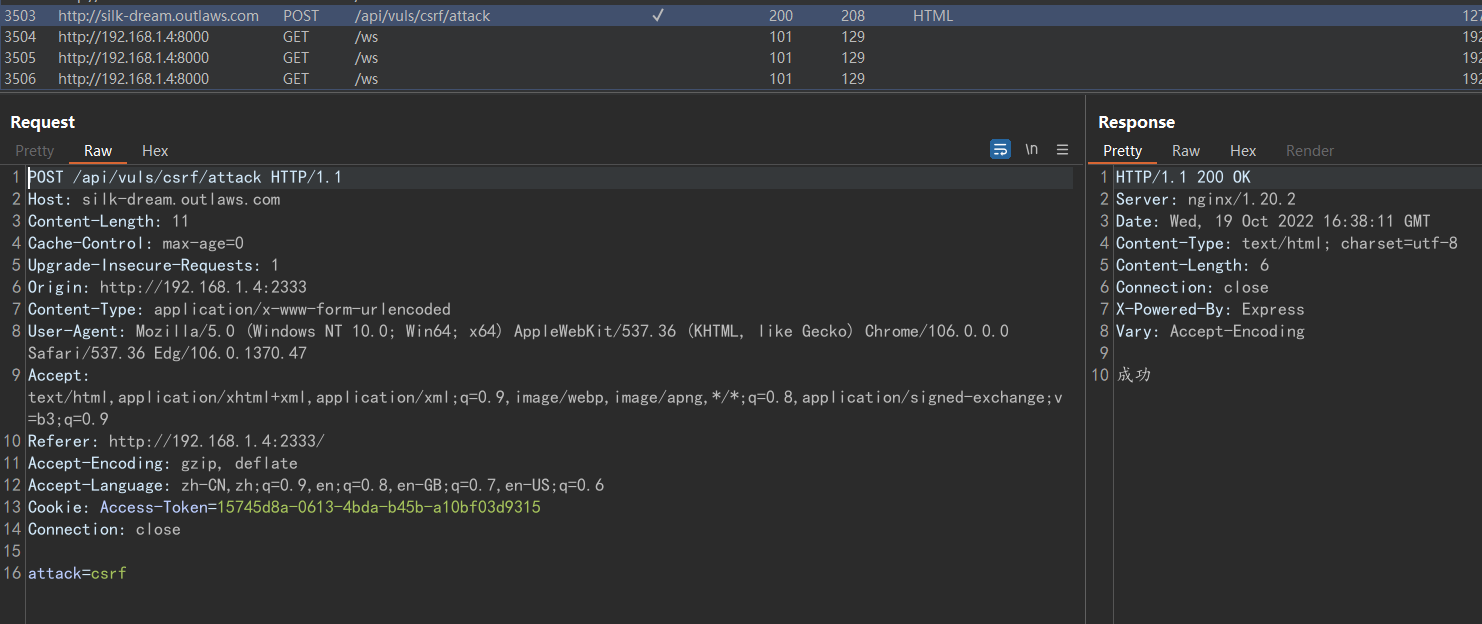 3503 http://silk-dream.outlaws.com POST /api/vuls/csrf/attack ✓ 200 208 HTML 127
3504 http://192.168.1.4:8000 GET /ws 101 129 192
3505 http://192.168.1.4:8000 GET /ws 101 129 192
3506 http://192.168.1.4:8000 GET /ws 101 129 192
Request
Pretty Raw Hex \n
1 POST /api/vuls/csrf/attack HTTP/1.1
2 Host: silk-dream.outlaws.com
3 Content-Length: 11
4 Cache-Control: max-age=0
5 Upgrade-Insecure-Requests: 1
6 Origin: http://192.168.1.4:2333
7 Content-Type: application/x-www-form-urlencoded
8 User-Agent: Mozilla/5.0 (Windows NT 10.0; Win64; x64) AppleWebKit/537.36 (KHTML, like Gecko) Chrome/106.0.0.0
Safari/537.36 Edg/106.0.1370.47
9 Accept:
text/html,application/xhtml+xml,application/xml;q=0.9,image/webp,image/apng,*/*;q=0.8,application/signed-exchange;v
=b3;q=0.9
10 Referer: http://192.168.1.4:2333/
11 Accept-Encoding: gzip, deflate
12 Accept-Language: zh-CN,zh;q=0.9,en;q=0.8,en-GB;q=0.7,en-US;q=0.6
13 Cookie: Access-Token=15745d8a-0613-4bda-b45b-a10bf03d9315
14 Connection: close
15
16 attack=csrf
Response
Pretty Raw Hex Render
1 HTTP/1.1 200 OK
2 Server: nginx/1.20.2
3 Date: Wed, 19 Oct 2022 16:38:11 GMT
4 Content-Type: text/html; charset=utf-8
5 Content-Length: 6
6 Connection: close
7 X-Powered-By: Express
8 Vary: Accept-Encoding
9
10 成功